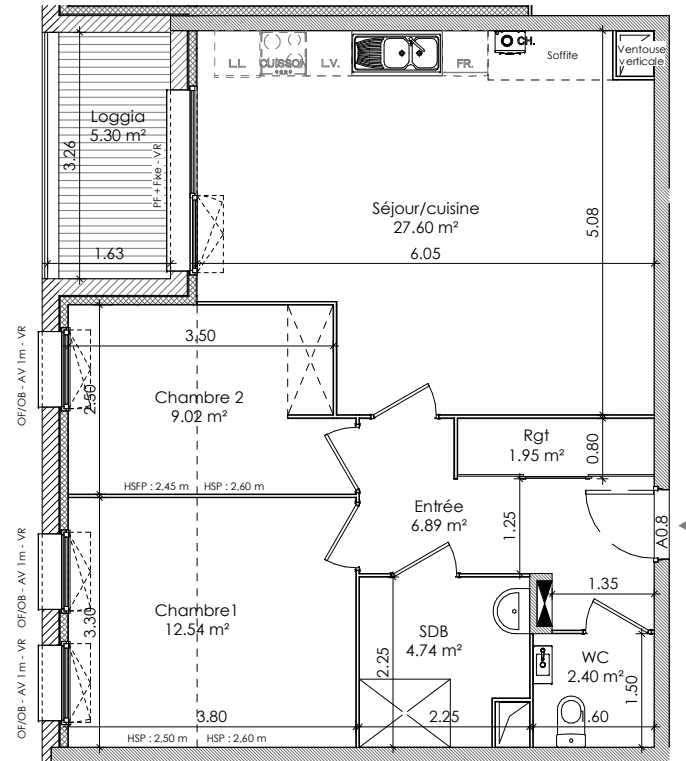 L.L.
CUISSON
L.V.
FR.
CH.
Soffite
Ventouse
verticale
Loggia
5.30 m²
3.26
1.63
PF + Fixe - VR
Séjour/cuisine
27.60 m²
6.05
5.08
OF/OB - AV 1m - VR
3.50
Chambre 2
9.02 m²
2.50
HSFP : 2,45 m
HSP : 2,60 m
Rgt
1.95 m²
0.80
Entrée
6.89 m²
1.25
A0.8
1.35
OF/OB - AV 1m - VR
Chambre1
12.54 m²
3.30
3.80
HSP : 2,50 m
HSP : 2,60 m
SDB
4.74 m²
2.25
2.25
WC
2.40 m²
1.50
1.60
OF/OB - AV 1m - VR